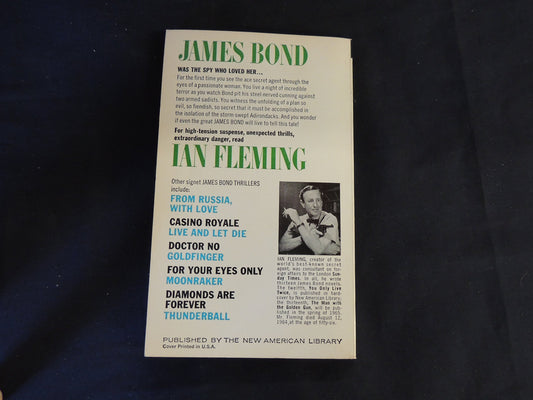 JAMES BOND
WAS THE SPY WHO LOVED HER...
For the first time you see the ace secret agent through the
eyes of a passionate woman. You live a night of incredible
terror as you watch Bond pit his steel-nerved cunning against
two armed sadists. You witness the unfolding of a plan so
evil, so fiendish, so secret that it must be accomplished in
the isolation of the storm swept Adirondacks. And you wonder
if even the great JAMES BOND will live to tell this tale!
For high-tension suspense, unexpected thrills,
extraordinary danger, read
IAN FLEMING
Other signet JAMES BOND THRILLERS
include:
FROM RUSSIA,
WITH LOVE
CASINO ROYALE
LIVE AND LET DIE
DOCTOR NO
GOLDFINGER
FOR YOUR EYES ONLY
MOONRAKER
DIAMONDS ARE
FOREVER
THUNDERBALL
IAN FLEMING, creator of the
world's best-known secret
agent, was consultant on for-
eign affairs to the London Sun-
day Times. In all, he wrote
thirteen James Bond novels.
The twelfth, You Only Live
Twice, is published in hard-
cover by New American Library;
the thirteenth, The Man with
the Golden Gun, will be pub-
lished in the spring of 1965.
Mr. Fleming died August 12,
1964, at the age of fifty-six.
PUBLISHED BY THE NEW AMERICAN LIBRARY
Cover Printed in U.S.A.